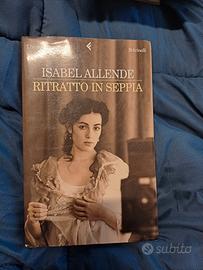 Feltrinelli
ISABEL ALLENDE
RITRATTO IN SEPPIA
subito